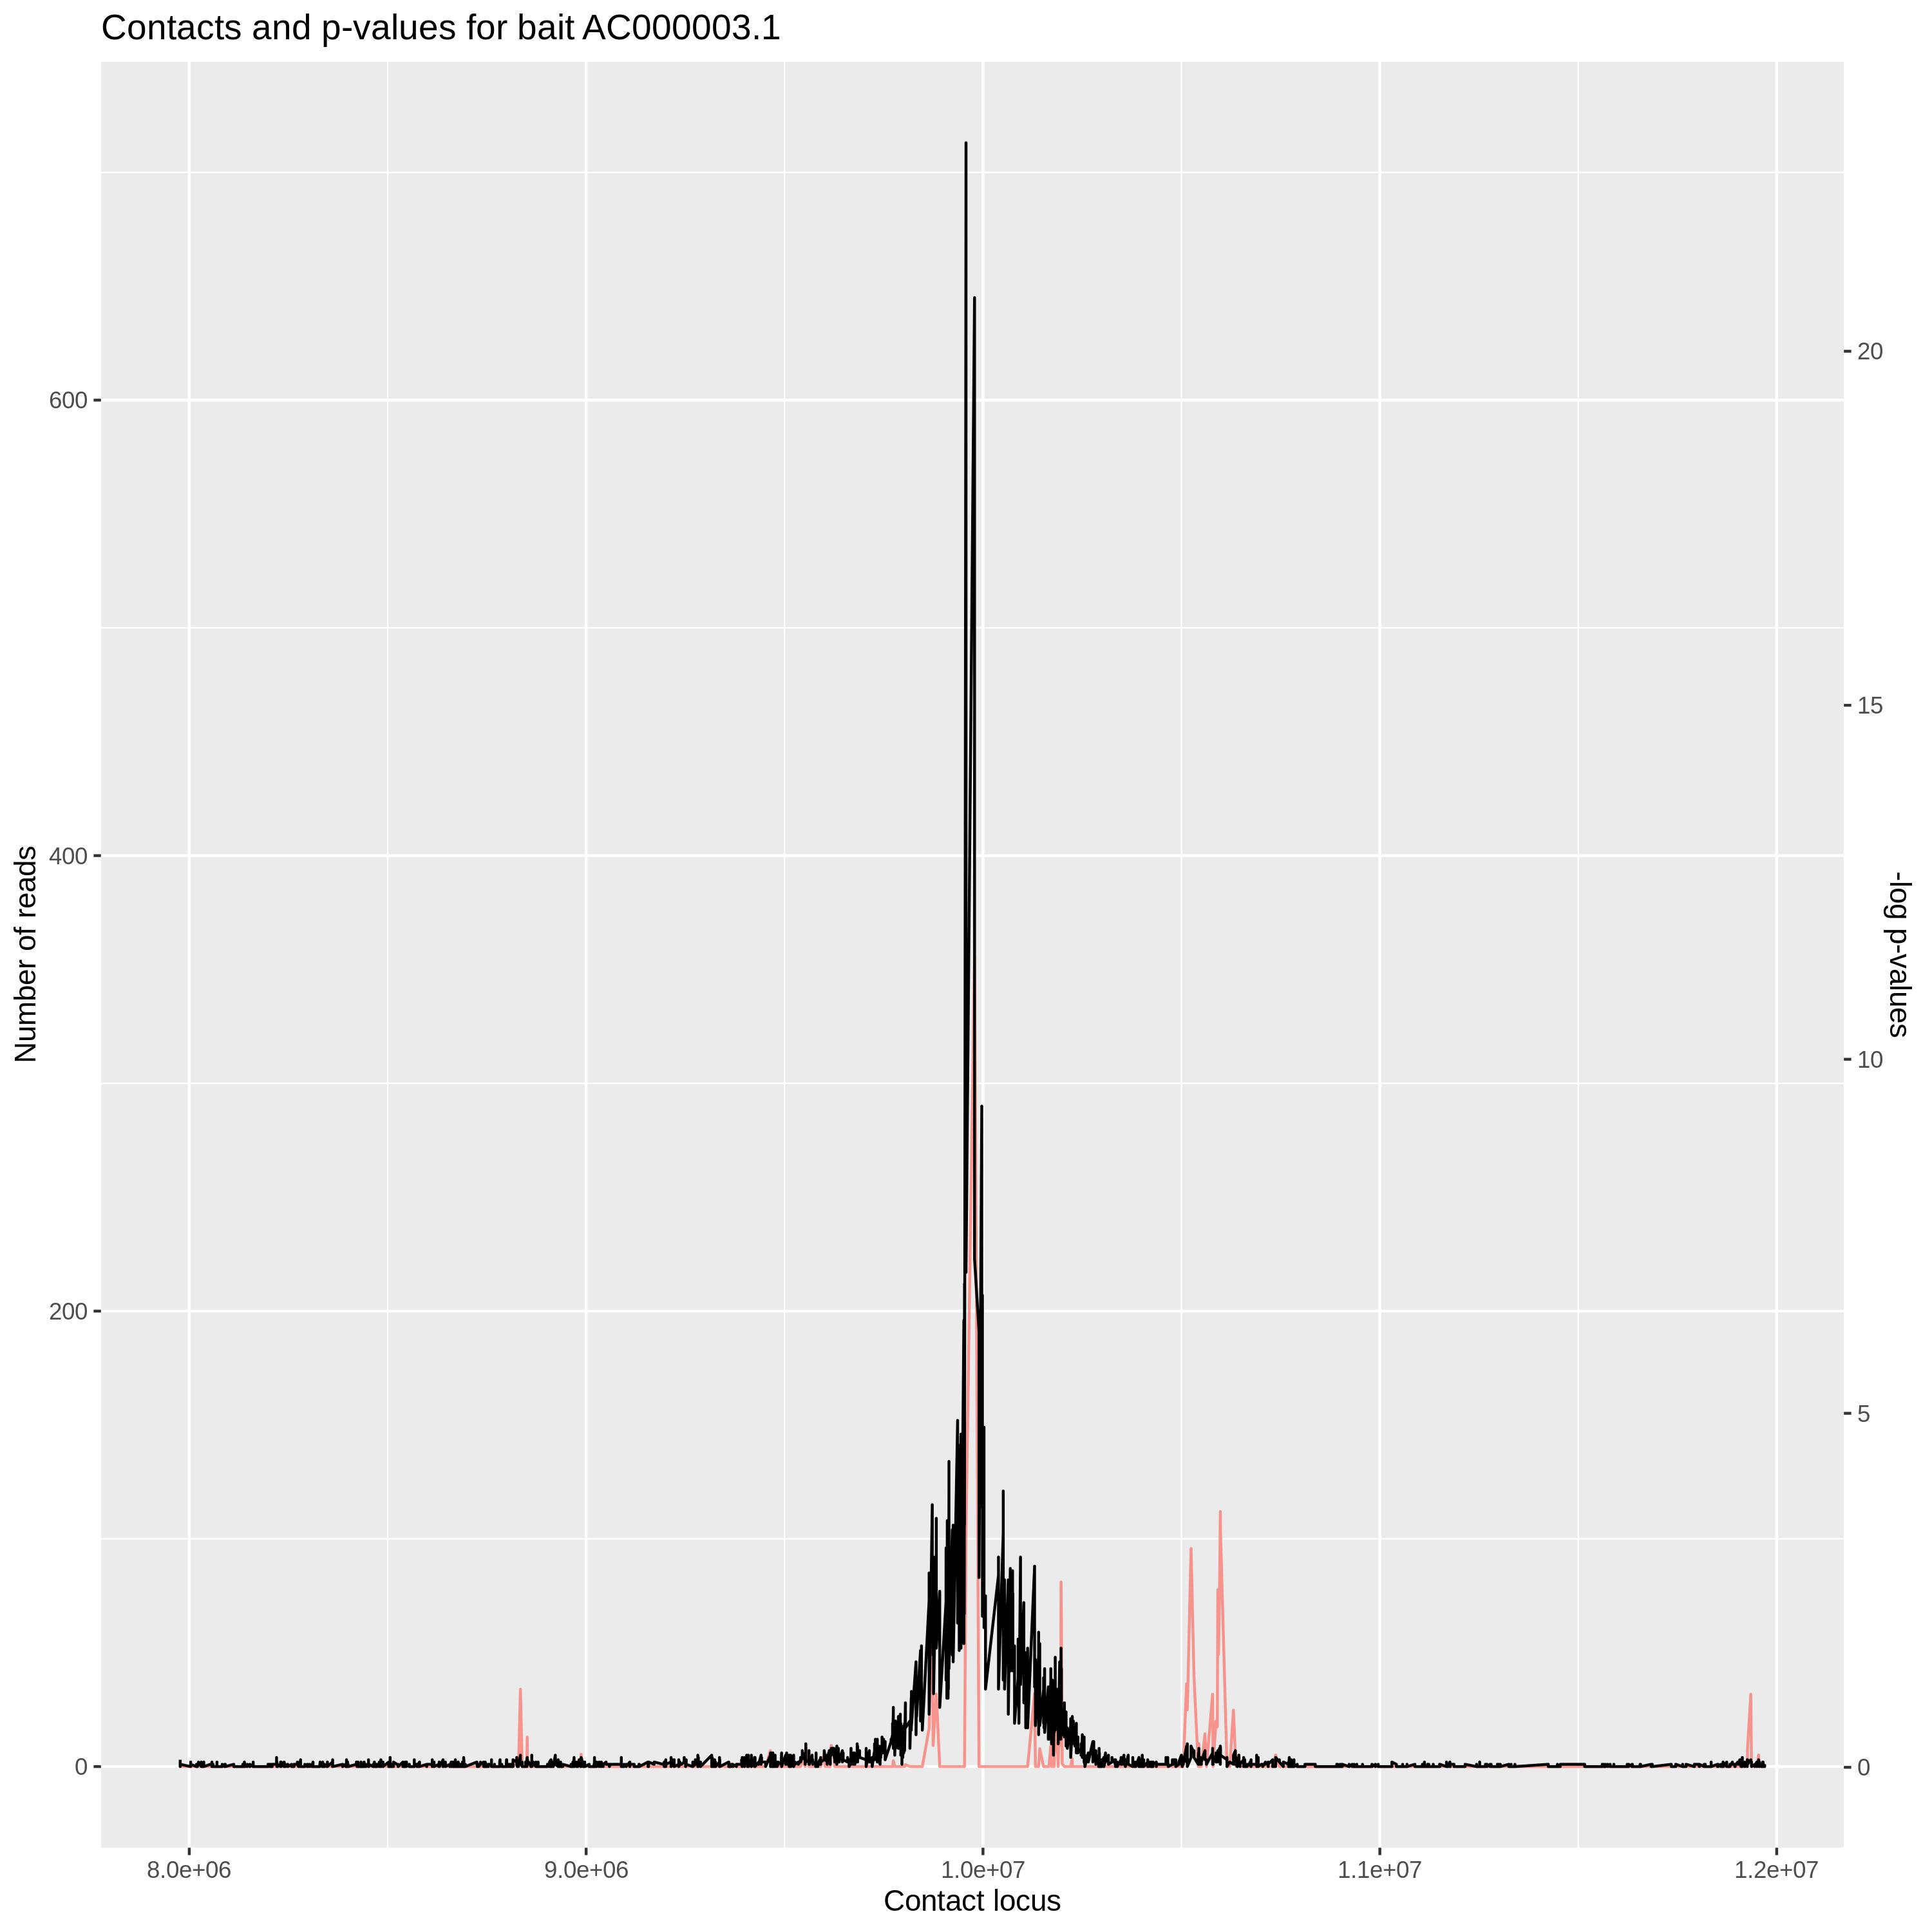 Contacts and p-values for bait AC000003.1
600
400
200
0
Number of reads
20
15
10
5
0
-log p-values
8.0e+06 9.0e+06 1.0e+07 1.1e+07 1.2e+07
Contact locus